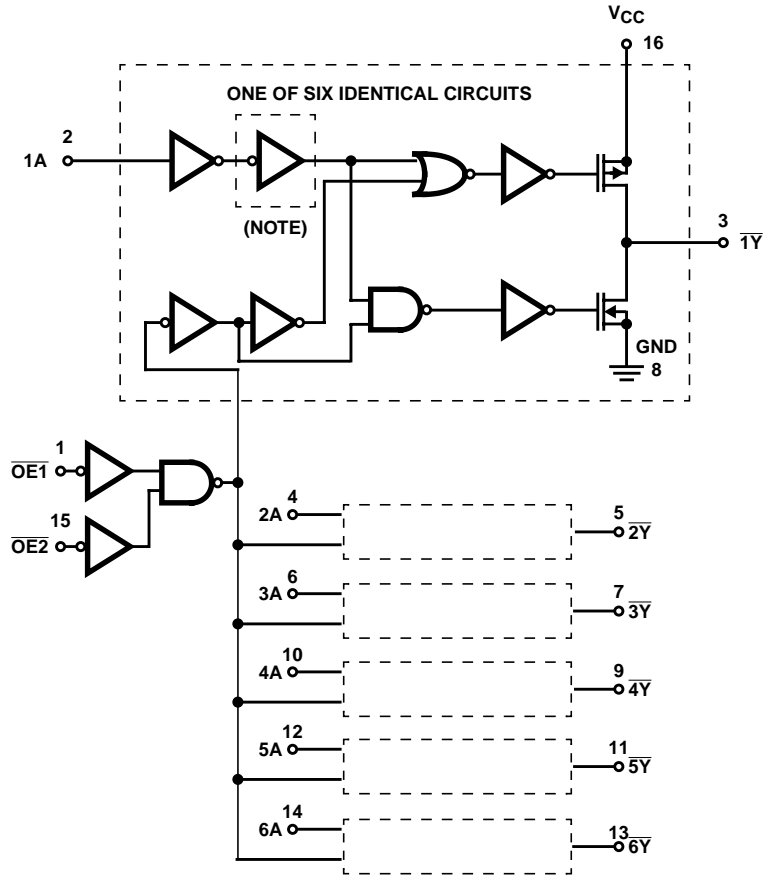 VCC
16
ONE OF SIX IDENTICAL CIRCUITS
2
1A
(NOTE)
3
1Y
GND
8
1
OE1
15
OE2
4
2A
5
2Y
6
3A
7
3Y
10
4A
9
4Y
12
5A
11
5Y
14
6A
13
6Y